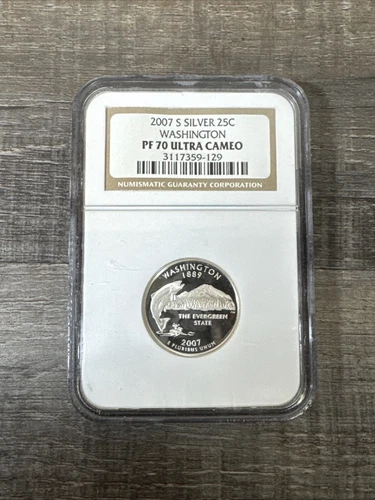 2007 S SILVER 25C
WASHINGTON
PF 70 ULTRA CAMEO
3117359-129
NUMISMATIC GUARANTY CORPORATION
WASHINGTON
1889
THE EVERGREEN
STATE
2007
E PLURIBUS UNUM